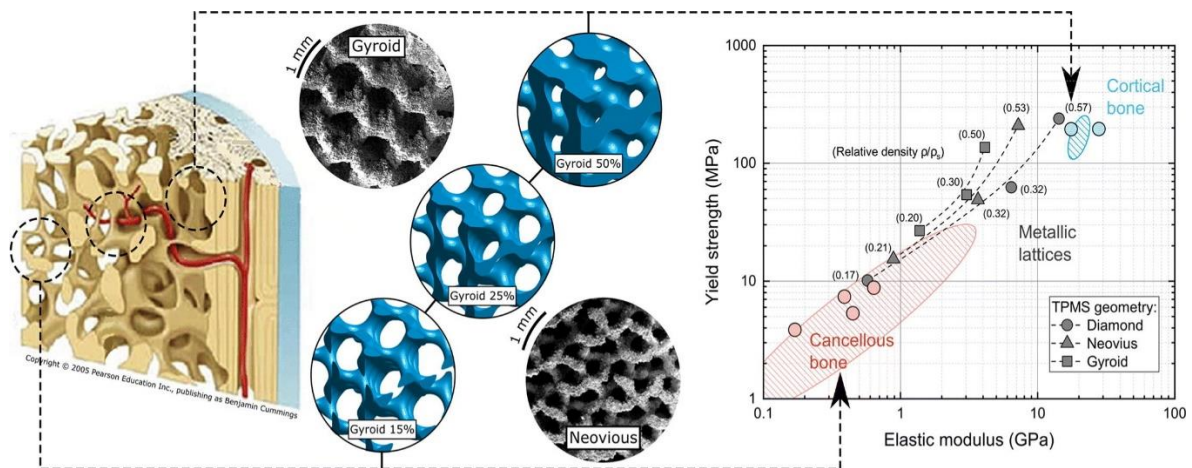 Copyright © 2005 Pearson Education Inc., publishing as Benjamin Cummings
1 mm
Gyroid
Gyroid 50%
Gyroid 25%
Gyroid 15%
1 mm
Neovious
Yield strength (MPa)
1000
100
10
1
0.1
1
10
100
Elastic modulus (GPa)
(Relative density ρ/ρs)
(0.53)
(0.57)
(0.50)
(0.30)
(0.32)
(0.32)
(0.20)
(0.21)
(0.17)
Cortical
bone
Metallic
lattices
Cancellous
bone
TPMS geometry:
Diamond
Neovius
Gyroid